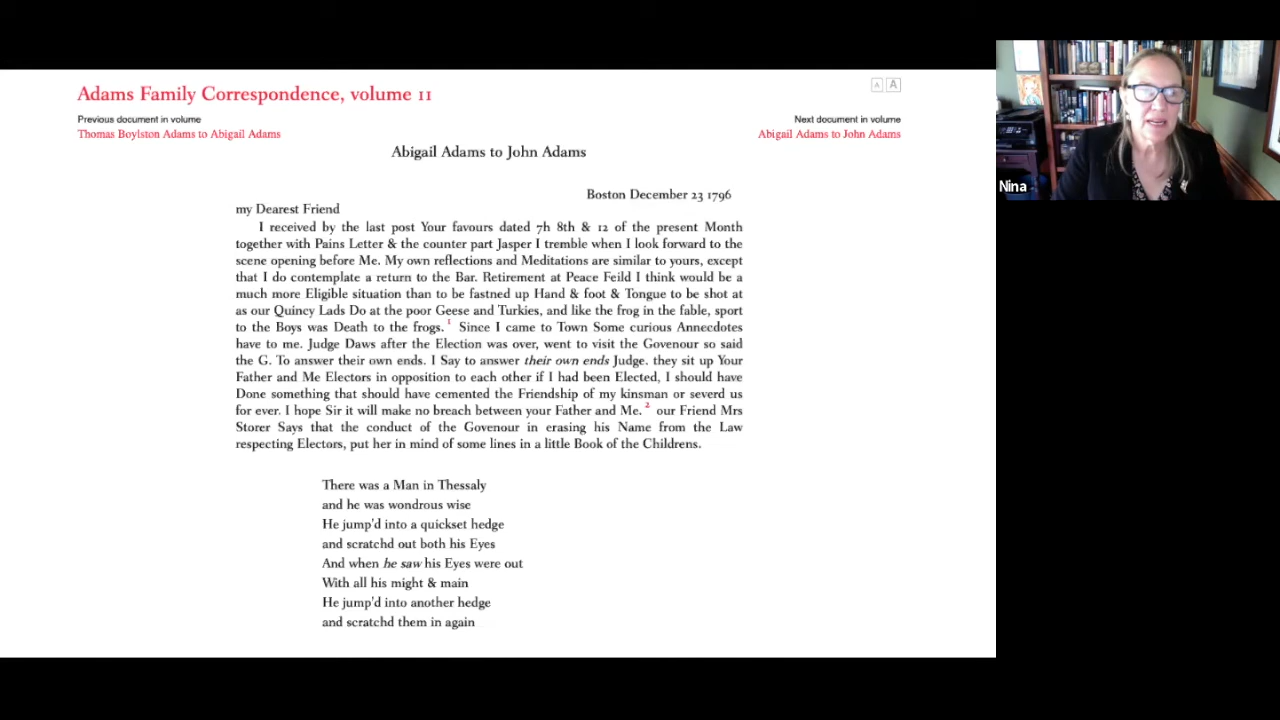 Adams Family Correspondence, volume 11
A A
Previous document in volume
Thomas Boylston Adams to Abigail Adams
Next document in volume
Abigail Adams to John Adams
Abigail Adams to John Adams
Boston December 23 1796
my Dearest Friend
I received by the last post Your favours dated 7h 8th & 12 of the present Month
together with Pains Letter & the counter part Jasper I tremble when I look forward to the
scene opening before Me. My own reflections and Meditations are similar to yours, except
that I do contemplate a return to the Bar. Retirement at Peace Feild I think would be a
much more Eligible situation than to be fastned up Hand & foot & Tongue to be shot at
as our Quincy Lads Do at the poor Geese and Turkies, and like the frog in the fable, sport
to the Boys was Death to the frogs. 1 Since I came to Town Some curious Annecdotes
have to me. Judge Daws after the Election was over, went to visit the Govenour so said
the G. To answer their own ends. I Say to answer their own ends Judge. they sit up Your
Father and Me Electors in opposition to each other if I had been Elected, I should have
Done something that should have cemented the Friendship of my kinsman or severd us
for ever. I hope Sir it will make no breach between your Father and Me. 2 our Friend Mrs
Storer Says that the conduct of the Govenour in erasing his Name from the Law
respecting Electors, put her in mind of some lines in a little Book of the Childrens.
There was a Man in Thessaly
and he was wondrous wise
He jump'd into a quickset hedge
and scratchd out both his Eyes
And when he saw his Eyes were out
With all his might & main
He jump'd into another hedge
and scratchd them in again
Nina